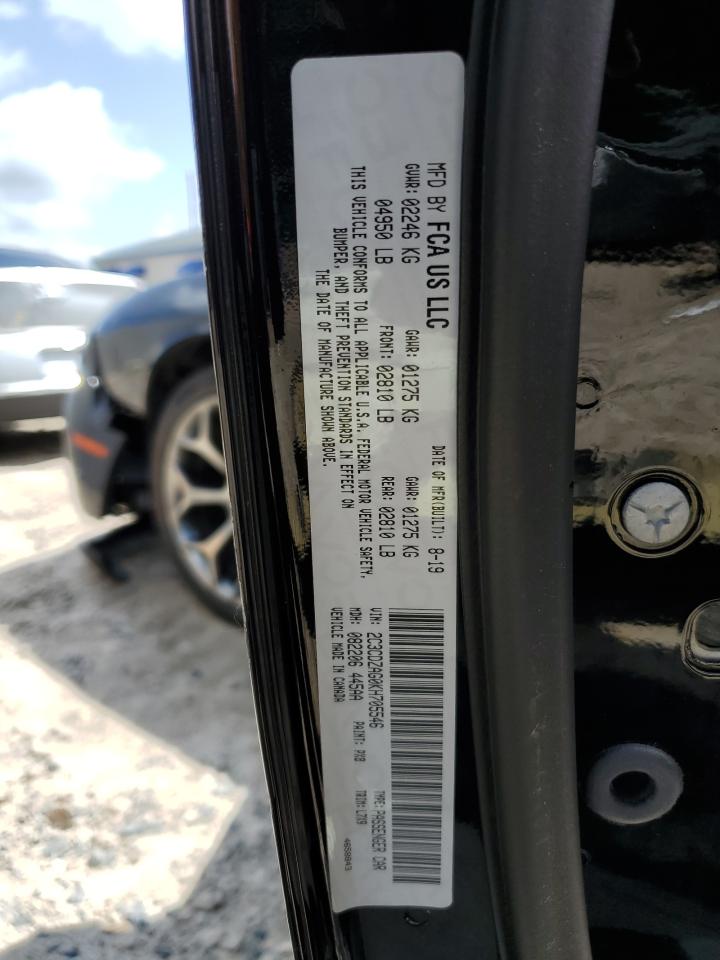 MFD BY FCA US LLC
DATE OF MFR(BUILT): 8-19
GVWR: 02246 KG GAWR: 01275 KG GAWR: 01275 KG
04950 LB FRONT: 02810 LB REAR: 02810 LB
THIS VEHICLE CONFORMS TO ALL APPLICABLE U.S.A. FEDERAL MOTOR VEHICLE SAFETY,
BUMPER, AND THEFT PREVENTION STANDARDS IN EFFECT ON
THE DATE OF MANUFACTURE SHOWN ABOVE.
VIN: 2C3CDZAG0KH705546 TYPE: PASSENGER CAR
MDH: 082206 445AA PAINT: PXB TRIM: L7X9
VEHICLE MADE IN CANADA